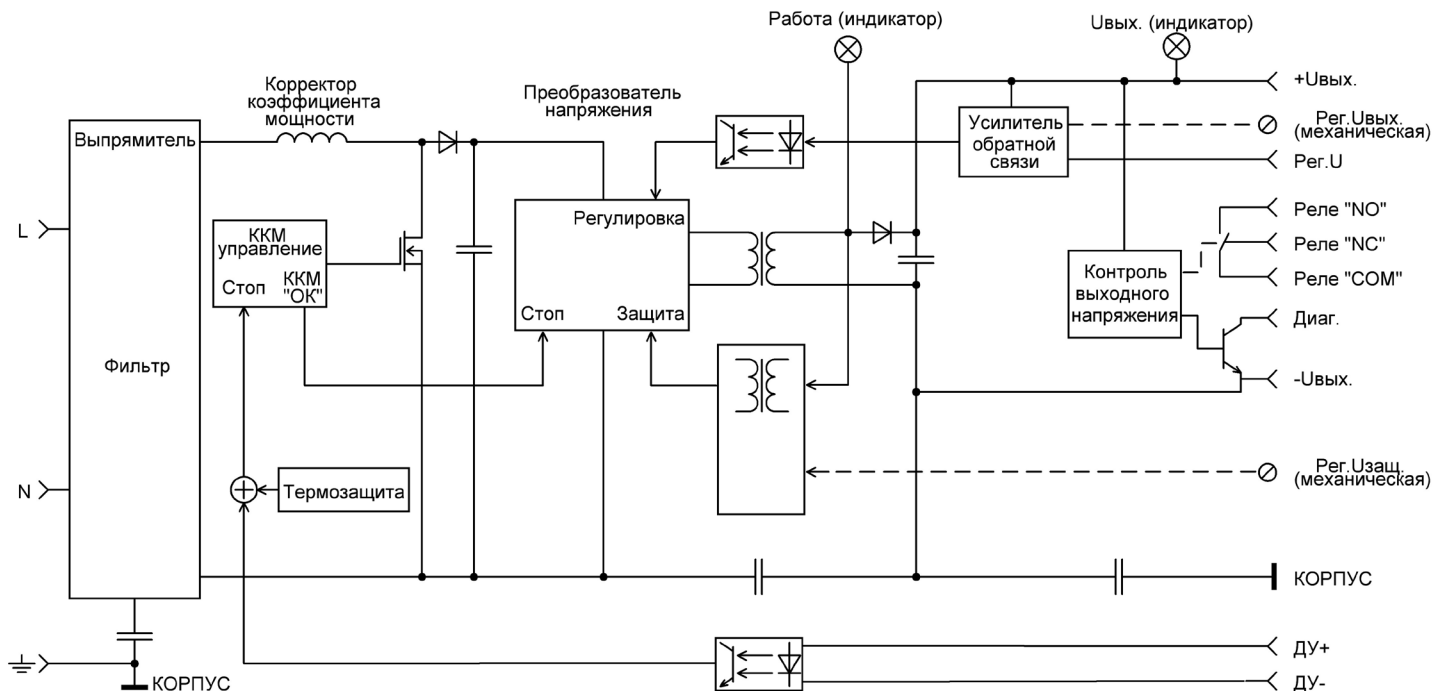 Работа (индикатор)
Uвых. (индикатор)
Корректор
коэффициента
мощности
Преобразователь
напряжения
+Uвых.
Выпрямитель
Усилитель
обратной
связи
Рег.Uвых.
(механическая)
Рег.U
Регулировка
Реле "NO"
L
ККМ
управление
Реле "NC"
Контроль
выходного
напряжения
Реле "COM"
Стоп
ККМ
"ОК"
Стоп
Защита
Диаг.
Фильтр
-Uвых.
N
Термозащита
Рег.Uзащ.
(механическая)
КОРПУС
ДУ+
КОРПУС
ДУ-